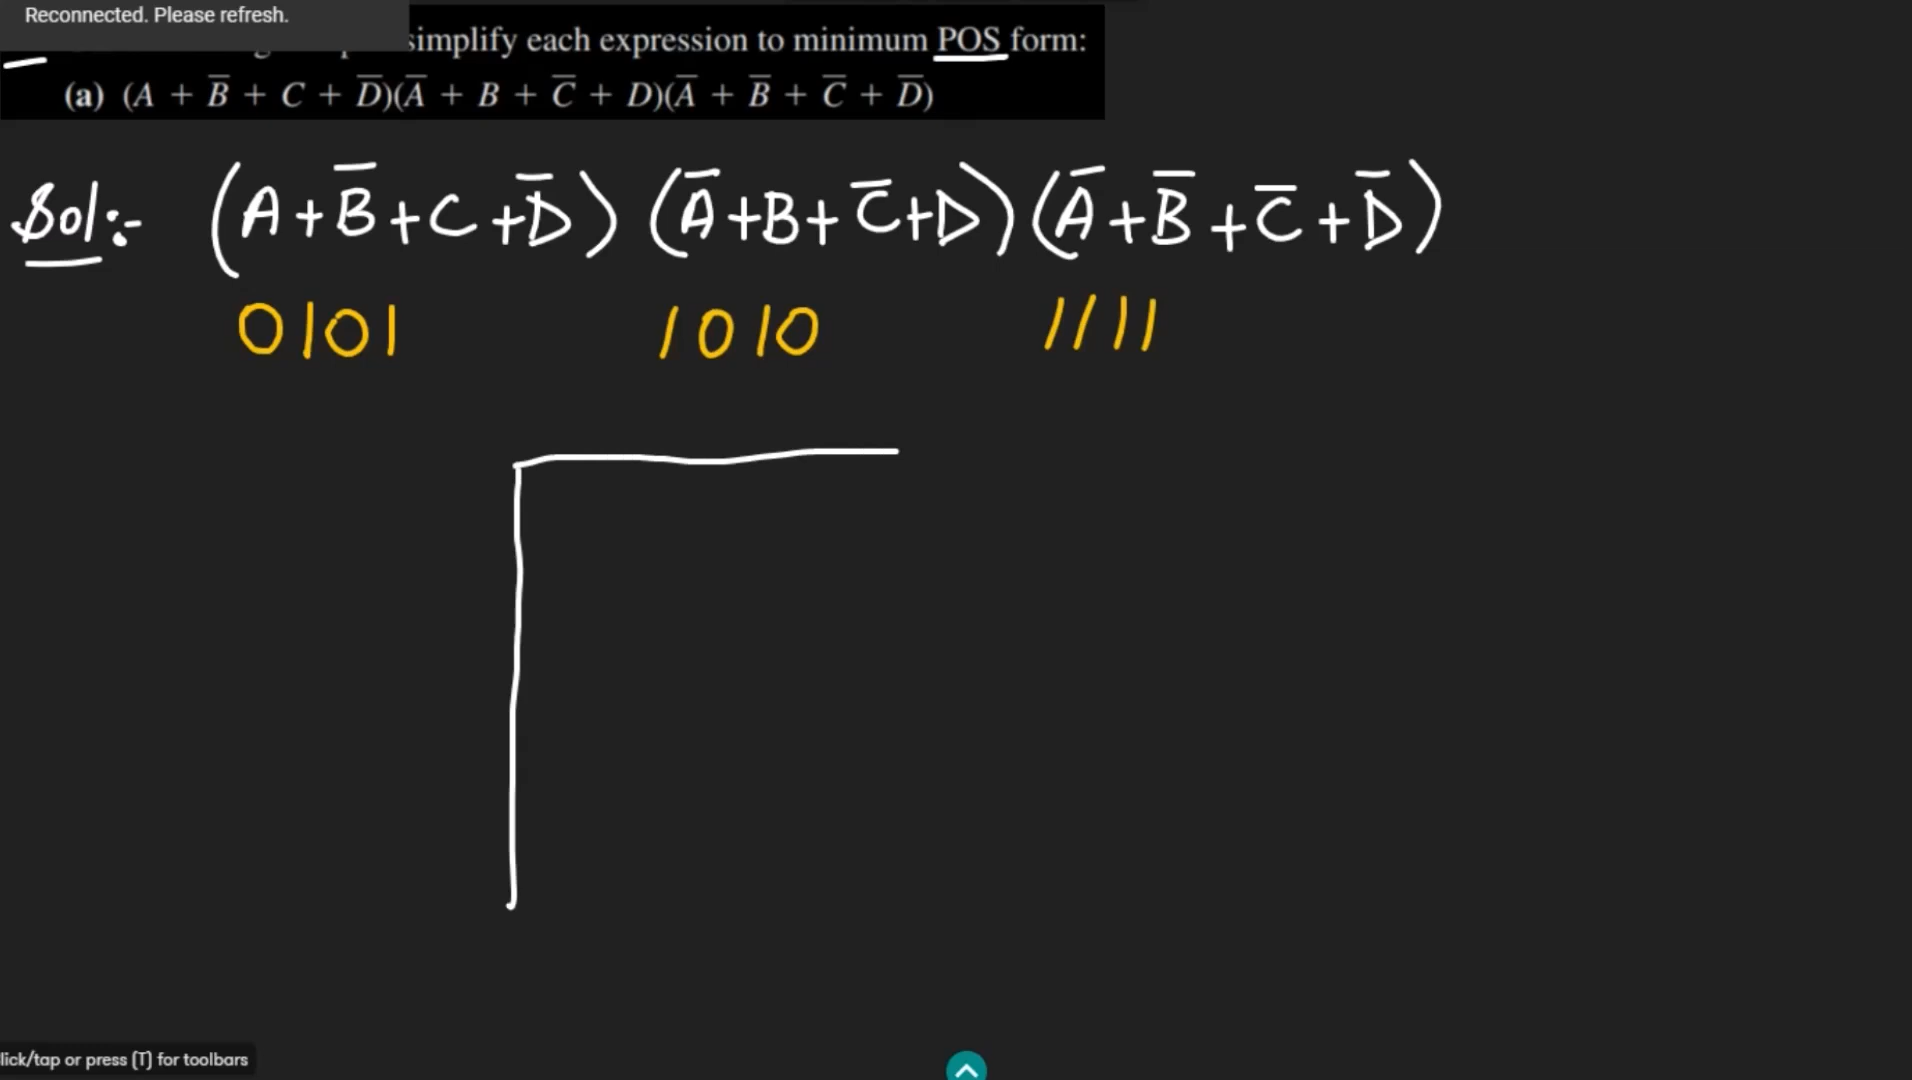 Reconnected. Please refresh.
simplify each expression to minimum POS form:
(a) (A + B̅ + C + D̅)(A̅ + B + C̅ + D)(A̅ + B̅ + C̅ + D̅)
Sol:- (A+B̅+C+D̅) (A̅+B+C̅+D)(A̅+B̅+C̅+D̅)
0101 1010 1111
lick/tap or press (T) for toolbars